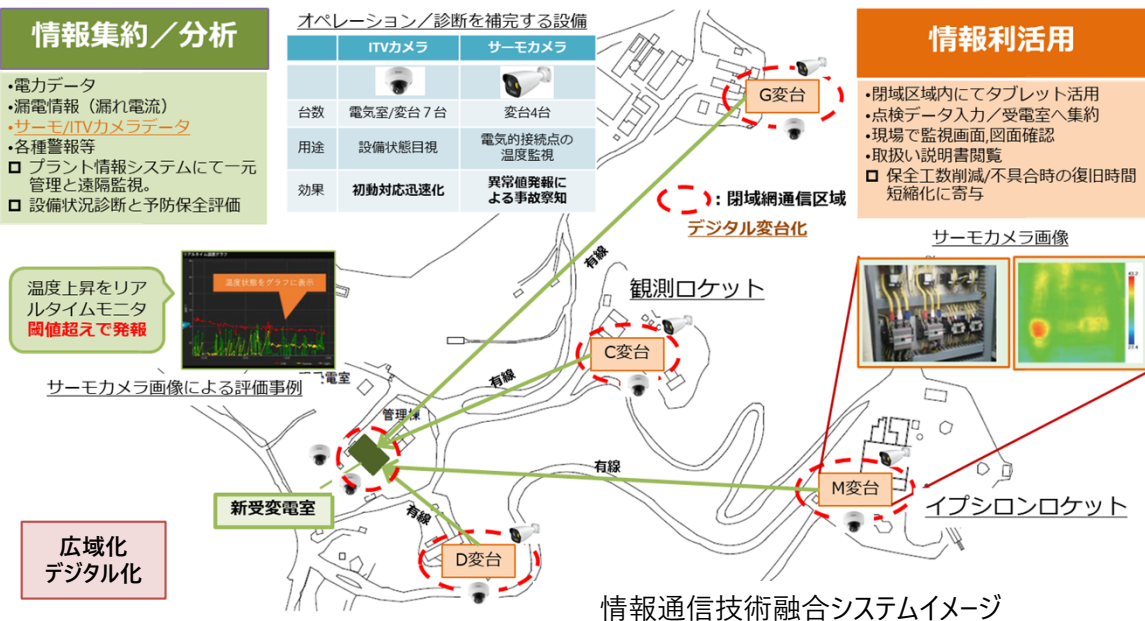 情報集約／分析
•電力データ
•漏電情報（漏れ電流）
•サーモ/ITVカメラデータ
•各種警報等
プラント情報システムにて一元
管理と遠隔監視。
設備状況診断と予防保全評価
オペレーション／診断を補完する設備
ITVカメラ サーモカメラ
台数 電気室/変台７台 変台4台
用途 設備状態目視 電気的接続点の
温度監視
効果 初動対応迅速化 異常値発報に
よる事故察知
G変台
：閉域網通信区域
デジタル変台化
情報利活用
•閉域区域内にてタブレット活用
•点検データ入力／受電室へ集約
•現場で監視画面,図面確認
•取扱い説明書閲覧
保全工数削減/不具合時の復旧時間
短縮化に寄与
サーモカメラ画像
温度上昇をリア
ルタイムモニタ
閾値超えで発報
リアルタイム温度グラフ
温度状態をグラフに表示
サーモカメラ画像による評価事例
受電室
有線
観測ロケット
C変台
有線
管理棟
有線
M変台
イプシロンロケット
新受変電室
有線
D変台
広域化
デジタル化
情報通信技術融合システムイメージ